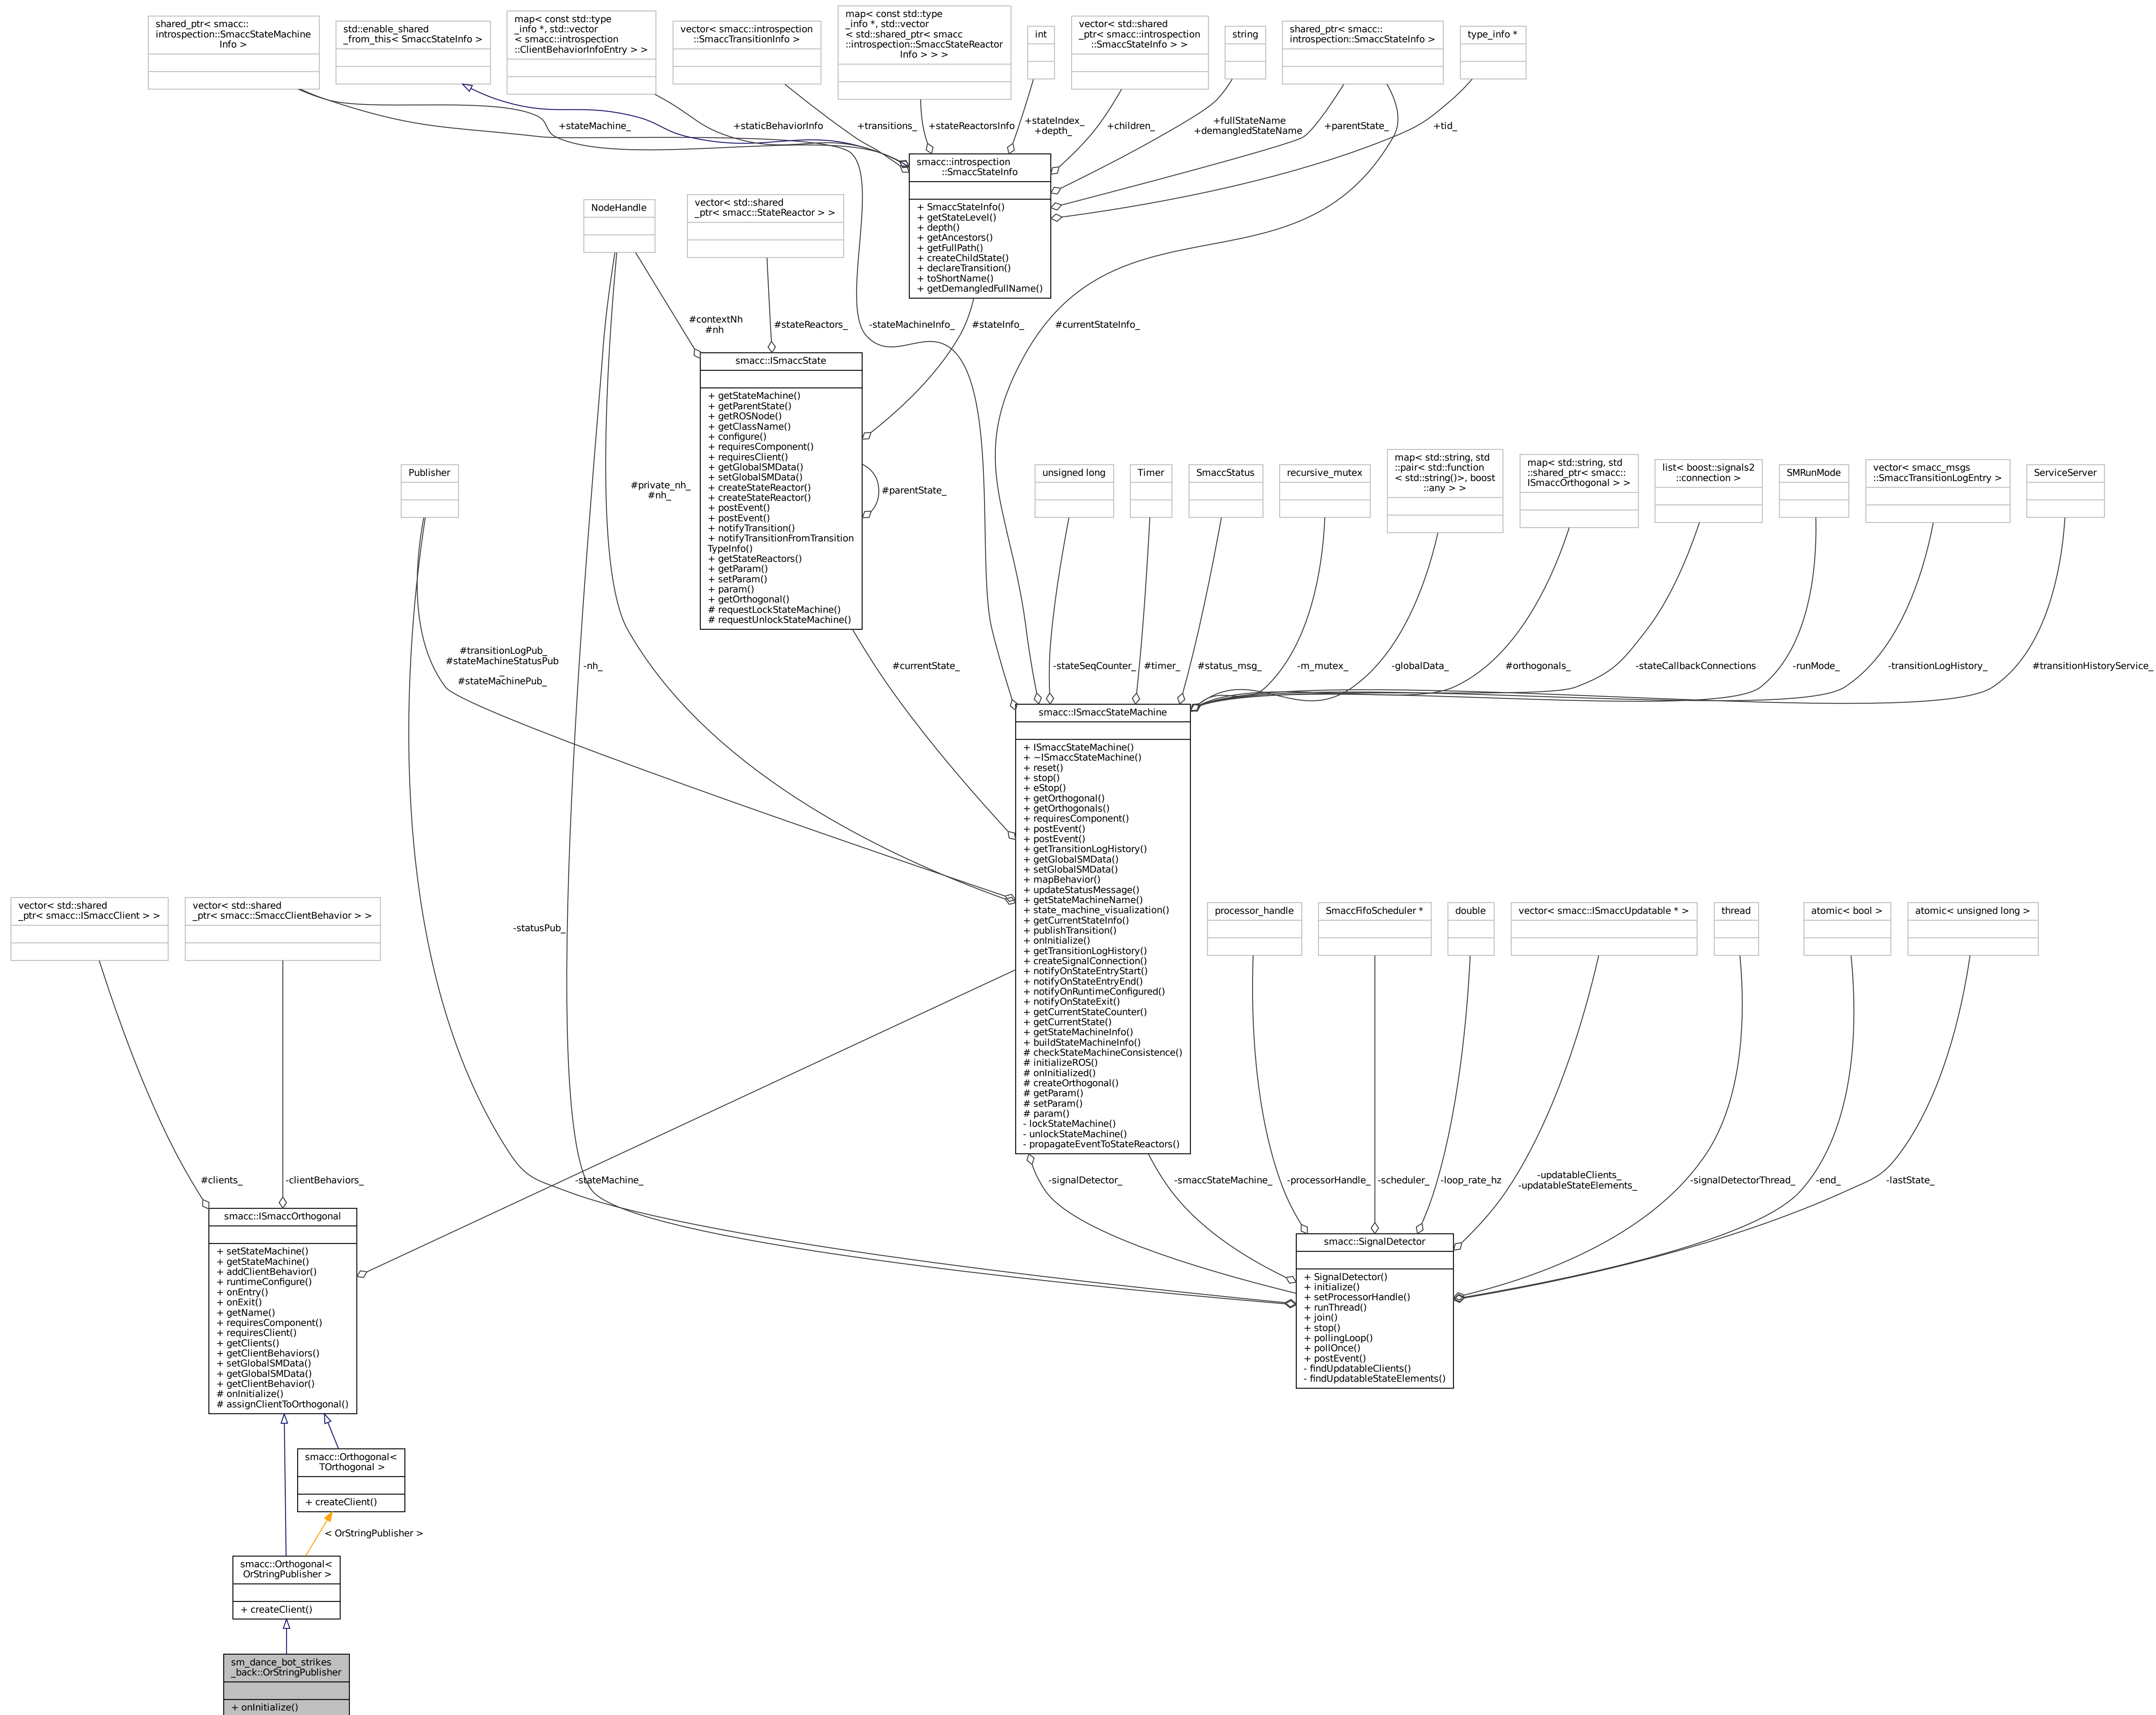 shared_ptr< smacc::
introspection::SmaccStateMachine
Info >
std::enable_shared
_from_this< SmaccStateInfo >
map< const std::type
_info *, std::vector
< smacc::introspection
::ClientBehaviorInfoEntry > >
vector< smacc::introspection
::SmaccTransitionInfo >
map< const std::type
_info *, std::vector
< std::shared_ptr< smacc
::introspection::SmaccStateReactor
Info > > >
int
vector< std::shared
_ptr< smacc::introspection
::SmaccStateInfo > >
string
shared_ptr< smacc::
introspection::SmaccStateInfo >
type_info *
+stateMachine_
+staticBehaviorInfo
+transitions_
+stateReactorsInfo
+stateIndex_
+depth_
+children_
+fullStateName
+demangledStateName
+parentState_
+tid_
smacc::introspection
::SmaccStateInfo
+ SmaccStateInfo()
+ getStateLevel()
+ depth()
+ getAncestors()
+ getFullPath()
+ createChildState()
+ declareTransition()
+ toShortName()
+ getDemangledFullName()
NodeHandle
vector< std::shared
_ptr< smacc::StateReactor > >
#contextNh
#nh
#stateReactors_
-stateMachineInfo_
#stateInfo_
#currentStateInfo_
smacc::ISmaccState
+ getStateMachine()
+ getParentState()
+ getROSNode()
+ getClassName()
+ configure()
+ requiresComponent()
+ requiresClient()
+ getGlobalSMData()
+ setGlobalSMData()
+ createStateReactor()
+ createStateReactor()
+ postEvent()
+ postEvent()
+ notifyTransition()
+ notifyTransitionFromTransition
TypeInfo()
+ getStateReactors()
+ getParam()
+ setParam()
+ param()
+ getOrthogonal()
# requestLockStateMachine()
# requestUnlockStateMachine()
#parentState_
Publisher
#private_nh_
#nh_
unsigned long
Timer
SmaccStatus
recursive_mutex
map< std::string, std
::pair< std::function
< std::string()>, boost
::any > >
map< std::string, std
::shared_ptr< smacc::
ISmaccOrthogonal > >
list< boost::signals2
::connection >
SMRunMode
vector< smacc_msgs
::SmaccTransitionLogEntry >
ServiceServer
#transitionLogPub_
#stateMachineStatusPub
_
#stateMachinePub_
-nh_
#currentState_
-stateSeqCounter_
#timer_
#status_msg_
-m_mutex_
-globalData_
#orthogonals_
-stateCallbackConnections
-runMode_
-transitionLogHistory_
#transitionHistoryService_
smacc::ISmaccStateMachine
+ ISmaccStateMachine()
+ ~ISmaccStateMachine()
+ reset()
+ stop()
+ eStop()
+ getOrthogonal()
+ getOrthogonals()
+ requiresComponent()
+ postEvent()
+ postEvent()
+ getTransitionLogHistory()
+ getGlobalSMData()
+ setGlobalSMData()
+ mapBehavior()
+ updateStatusMessage()
+ getStateMachineName()
+ state_machine_visualization()
+ getCurrentStateInfo()
+ publishTransition()
+ onInitialize()
+ getTransitionLogHistory()
+ createSignalConnection()
+ notifyOnStateEntryStart()
+ notifyOnStateEntryEnd()
+ notifyOnRuntimeConfigured()
+ notifyOnStateExit()
+ getCurrentStateCounter()
+ getCurrentState()
+ getStateMachineInfo()
+ buildStateMachineInfo()
# checkStateMachineConsistence()
# initializeROS()
# onInitialized()
# createOrthogonal()
# getParam()
# setParam()
# param()
- lockStateMachine()
- unlockStateMachine()
- propagateEventToStateReactors()
vector< std::shared
_ptr< smacc::ISmaccClient > >
vector< std::shared
_ptr< smacc::SmaccClientBehavior > >
-statusPub_
processor_handle
SmaccFifoScheduler *
double
vector< smacc::ISmaccUpdatable * >
thread
atomic< bool >
atomic< unsigned long >
#clients_
-clientBehaviors_
-stateMachine_
-signalDetector_
-smaccStateMachine_
-processorHandle_
-scheduler_
-loop_rate_hz
-updatableClients_
-updatableStateElements_
-signalDetectorThread_
-end_
-lastState_
smacc::ISmaccOrthogonal
+ setStateMachine()
+ getStateMachine()
+ addClientBehavior()
+ runtimeConfigure()
+ onEntry()
+ onExit()
+ getName()
+ requiresComponent()
+ requiresClient()
+ getClients()
+ getClientBehaviors()
+ setGlobalSMData()
+ getGlobalSMData()
+ getClientBehavior()
# onInitialize()
# assignClientToOrthogonal()
smacc::SignalDetector
+ SignalDetector()
+ initialize()
+ setProcessorHandle()
+ runThread()
+ join()
+ stop()
+ pollingLoop()
+ pollOnce()
+ postEvent()
- findUpdatableClients()
- findUpdatableStateElements()
smacc::Orthogonal<
TOrthogonal >
+ createClient()
< OrStringPublisher >
smacc::Orthogonal<
OrStringPublisher >
+ createClient()
sm_dance_bot_strikes
_back::OrStringPublisher
+ onInitialize()